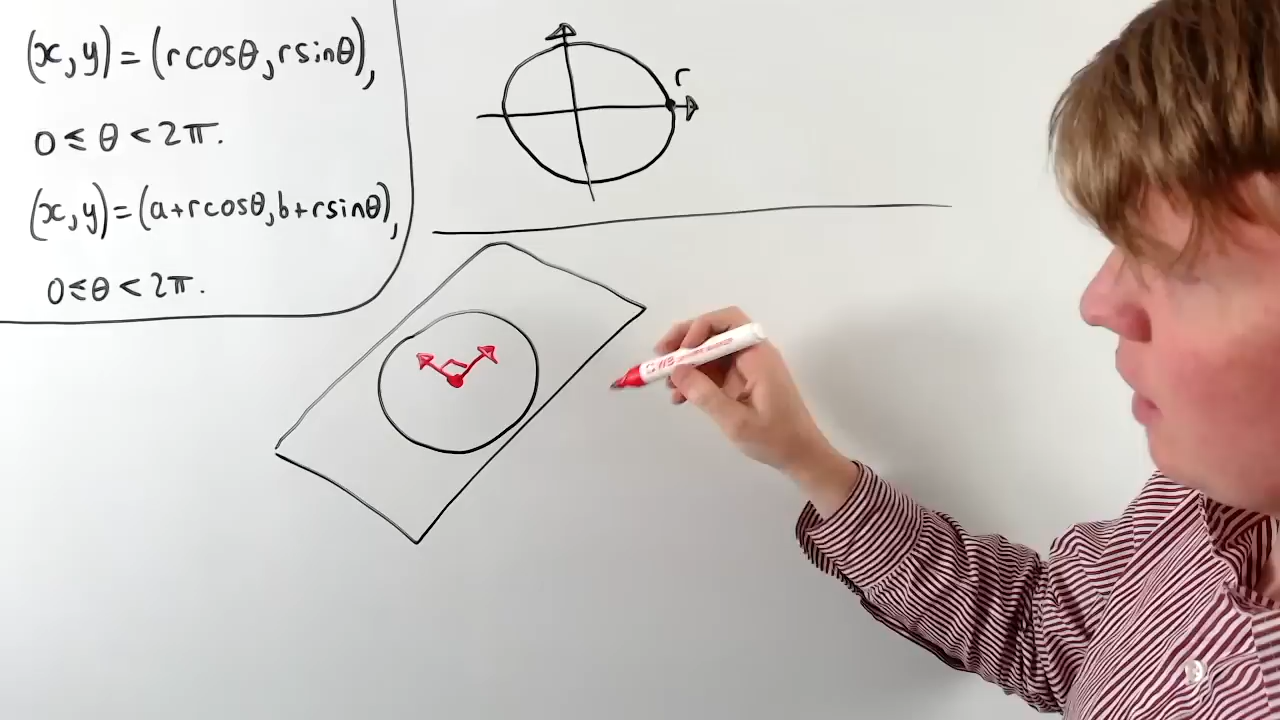 (x, y) = (r cosθ, r sinθ),
0 ≤ θ < 2π.
(x, y) = (a + r cosθ, b + r sinθ),
0 ≤ θ < 2π.
r